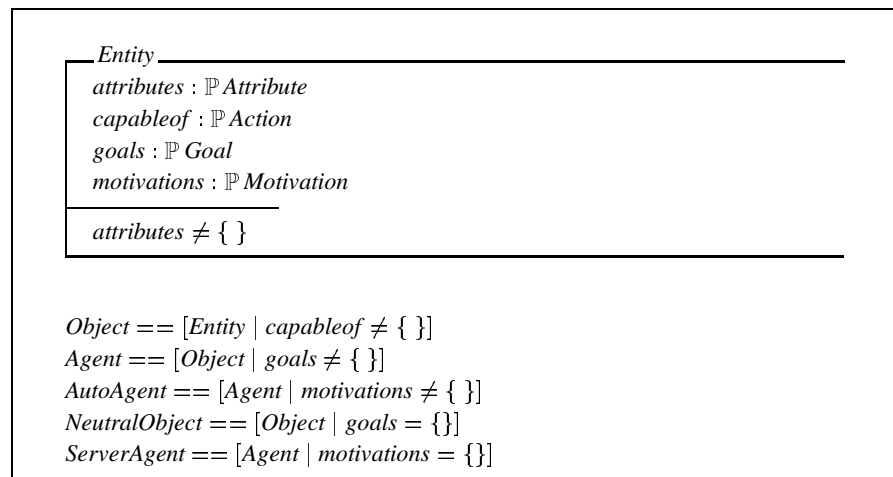 Entity
attributes : ℙ Attribute
capableof : ℙ Action
goals : ℙ Goal
motivations : ℙ Motivation
attributes ≠ { }
Object == [Entity | capableof ≠ { }]
Agent == [Object | goals ≠ { }]
AutoAgent == [Agent | motivations ≠ { }]
NeutralObject == [Object | goals = {}]
ServerAgent == [Agent | motivations = {}]